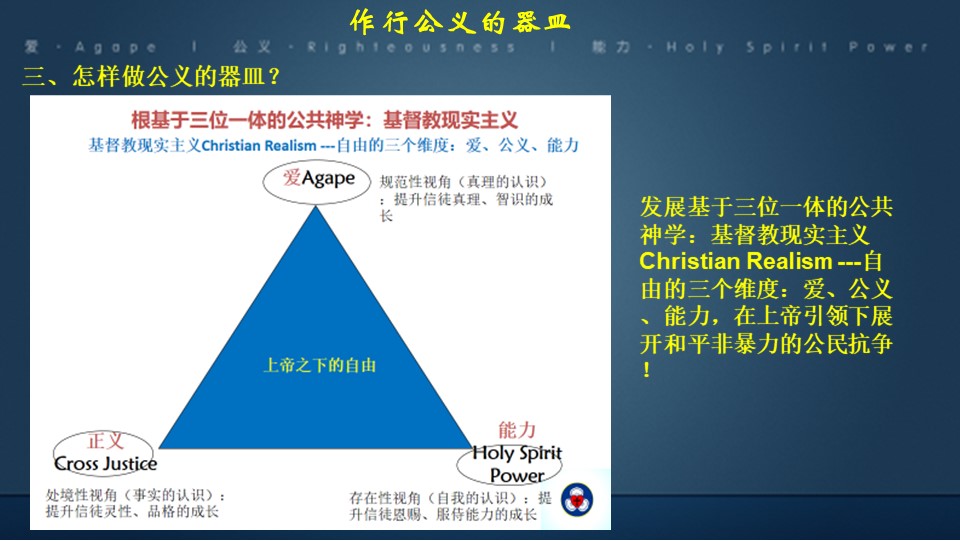 作行公义的器皿
爱 · Agape | 公义 · Righteousness | 能力 · Holy Spirit Power
三、怎样做公义的器皿？
根基于三位一体的公共神学：基督教现实主义
基督教现实主义Christian Realism ---自由的三个维度：爱、公义、能力
爱Agape
规范性视角（真理的认识）
：提升信徒真理、智识的成
长
上帝之下的自由
正义
Cross Justice
处境性视角（事实的认识）：
提升信徒灵性、品格的成长
能力
Holy Spirit
Power
存在性视角（自我的认识）：提
升信徒恩赐、服侍能力的成长
发展基于三位一体的公共
神学：基督教现实主义
Christian Realism ---自
由的三个维度：爱、公义
、能力，在上帝引领下展
开和平非暴力的公民抗争
！